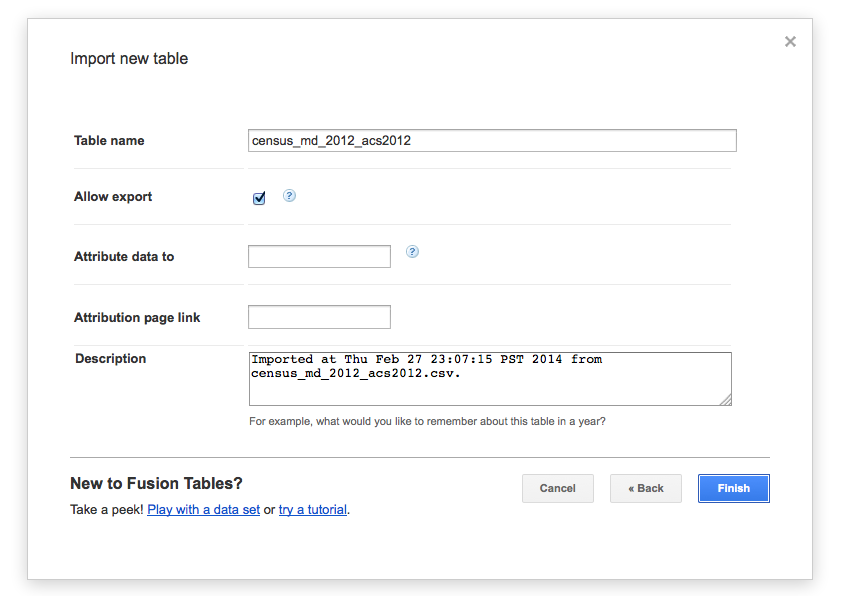 Import new table
×
Table name
census_md_2012_acs2012
Allow export
?
Attribute data to
?
Attribution page link
Description
Imported at Thu Feb 27 23:07:15 PST 2014 from
census_md_2012_acs2012.csv.
For example, what would you like to remember about this table in a year?
New to Fusion Tables?
Take a peek! Play with a data set or try a tutorial.
Cancel
« Back
Finish